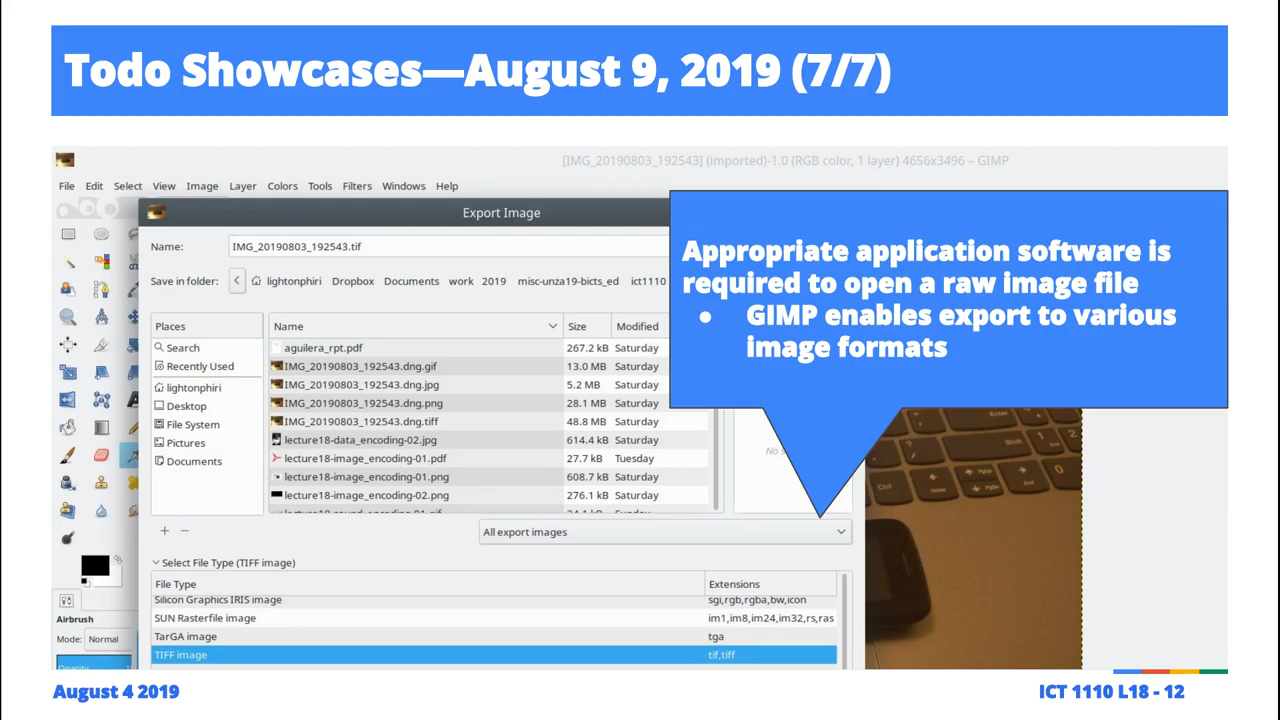 Todo Showcases—August 9, 2019 (7/7)
[IMG_20190803_192543] (imported)-1.0 (RGB color, 1 layer) 4656x3496 – GIMP
File Edit Select View Image Layer Colors Tools Filters Windows Help
Export Image
Name: IMG_20190803_192543.tif
Save in folder: lightonphiri Dropbox Documents work 2019 misc-unza19-bicts_ed ict1110
Appropriate application software is
required to open a raw image file
● GIMP enables export to various
image formats
Places
Search
Recently Used
lightonphiri
Desktop
File System
Pictures
Documents
Name Size Modified
aguilera_rpt.pdf 267.2 kB Saturday
IMG_20190803_192543.dng.gif 13.0 MB Saturday
IMG_20190803_192543.dng.jpg 5.2 MB Saturday
IMG_20190803_192543.dng.png 28.1 MB Saturday
IMG_20190803_192543.dng.tiff 48.8 MB Saturday
lecture18-data_encoding-02.jpg 614.4 kB Saturday
lecture18-image_encoding-01.pdf 27.7 kB Tuesday
lecture18-image_encoding-01.png 608.7 kB Saturday
lecture18-image_encoding-02.png 276.1 kB Saturday
No
All export images
Select File Type (TIFF image)
File Type Extensions
Silicon Graphics IRIS image sgi,rgb,rgba,bw,icon
SUN Rasterfile image im1,im8,im24,im32,rs,ras
TarGA image tga
TIFF image tif,tiff
Airbrush
Mode: Normal
Opacity
Ctrl
Home
End
Enter
August 4 2019
ICT 1110 L18 - 12